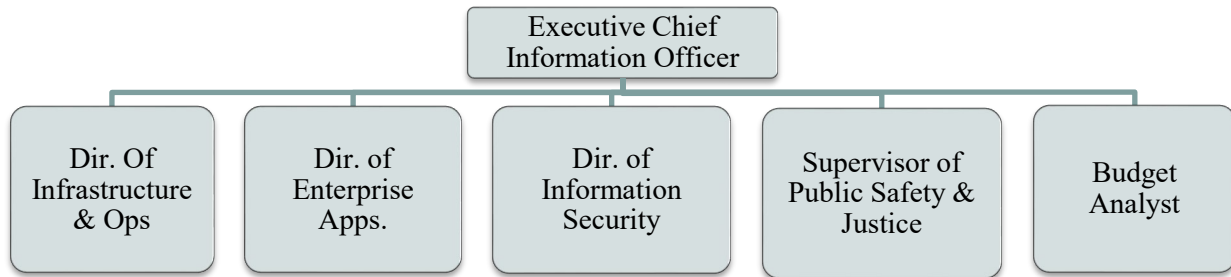 Executive Chief
Information Officer
Dir. Of
Infrastructure
& Ops
Dir. of
Enterprise
Apps.
Dir. of
Information
Security
Supervisor of
Public Safety &
Justice
Budget
Analyst